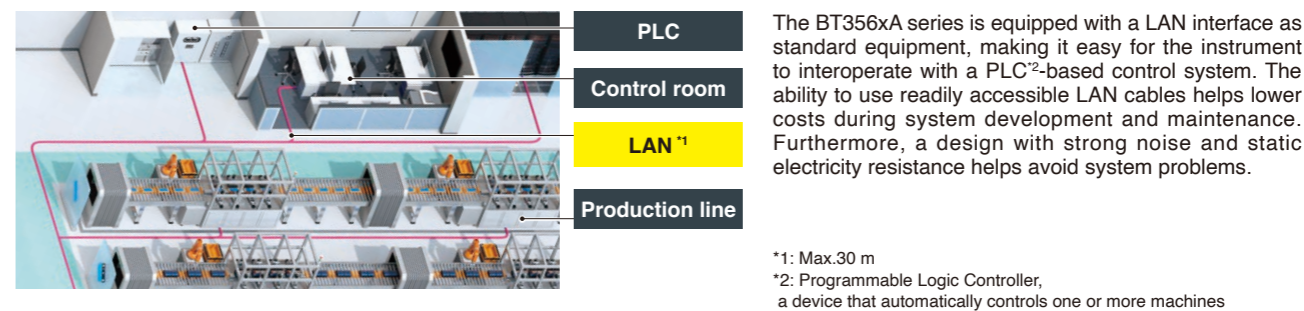 PLC
Control room
LAN *1
Production line
The BT356xA series is equipped with a LAN interface as
standard equipment, making it easy for the instrument
to interoperate with a PLC*2-based control system. The
ability to use readily accessible LAN cables helps lower
costs during system development and maintenance.
Furthermore, a design with strong noise and static
electricity resistance helps avoid system problems.
*1: Max.30 m
*2: Programmable Logic Controller,
a device that automatically controls one or more machines